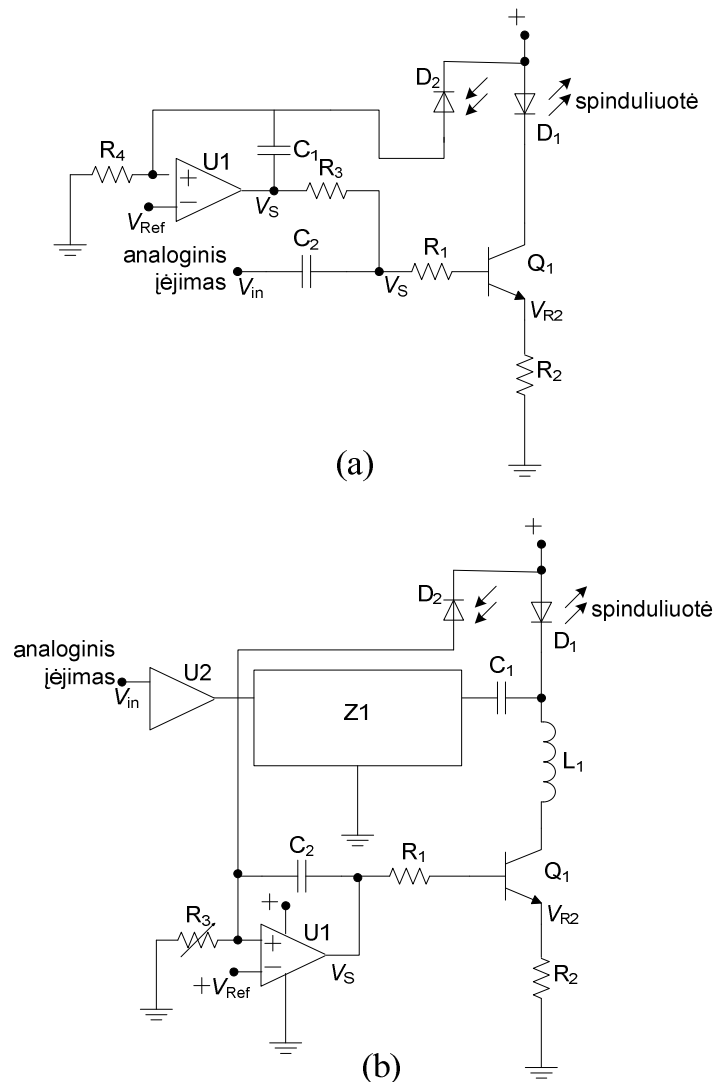 +
D2
spinduliuotė
D1
R4
C1
U1
R3
+
−
VS
VRef
analoginis
įėjimas
C2
R1
Vin
VS
Q1
VR2
R2
(a)
+
D2
spinduliuotė
D1
analoginis
įėjimas
U2
C1
Vin
Z1
L1
C2
R1
Q1
+
VR2
R3
U1
+
−
+VRef
VS
R2
(b)